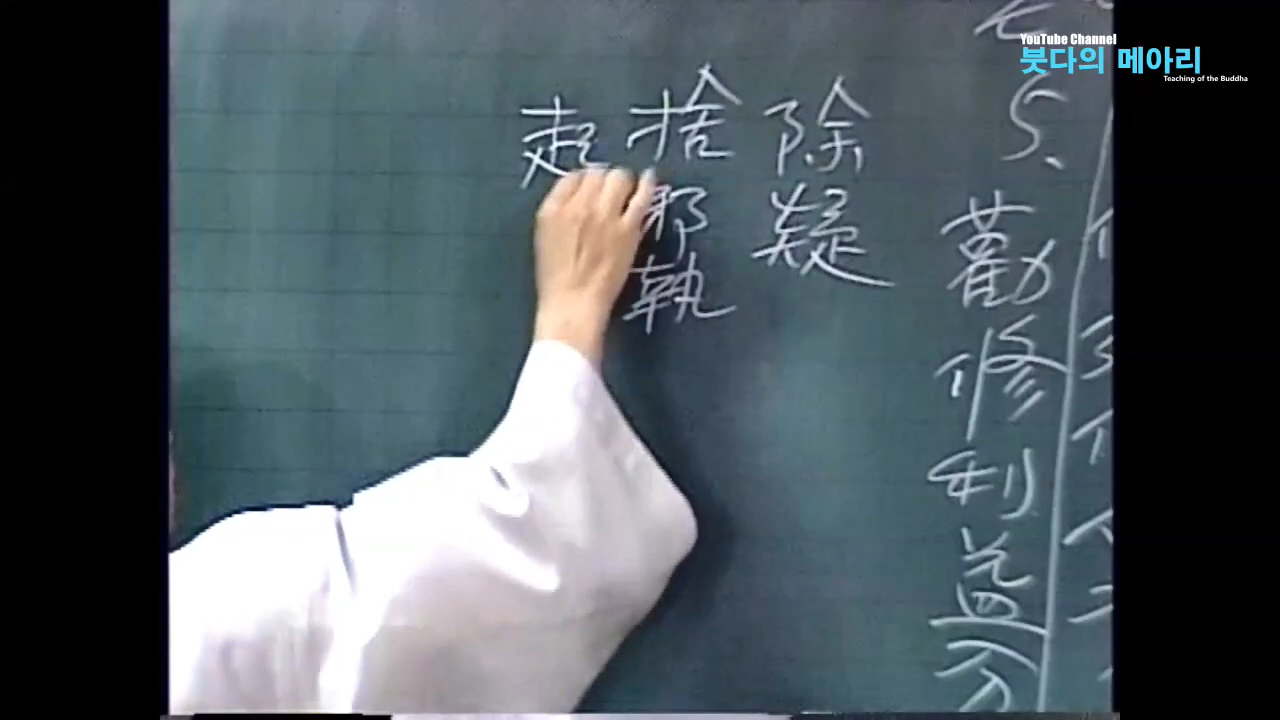 YouTube Channel
붓다의 메아리
Teaching of the Buddha
5、
勸修利益分
除疑
捨邪執
起